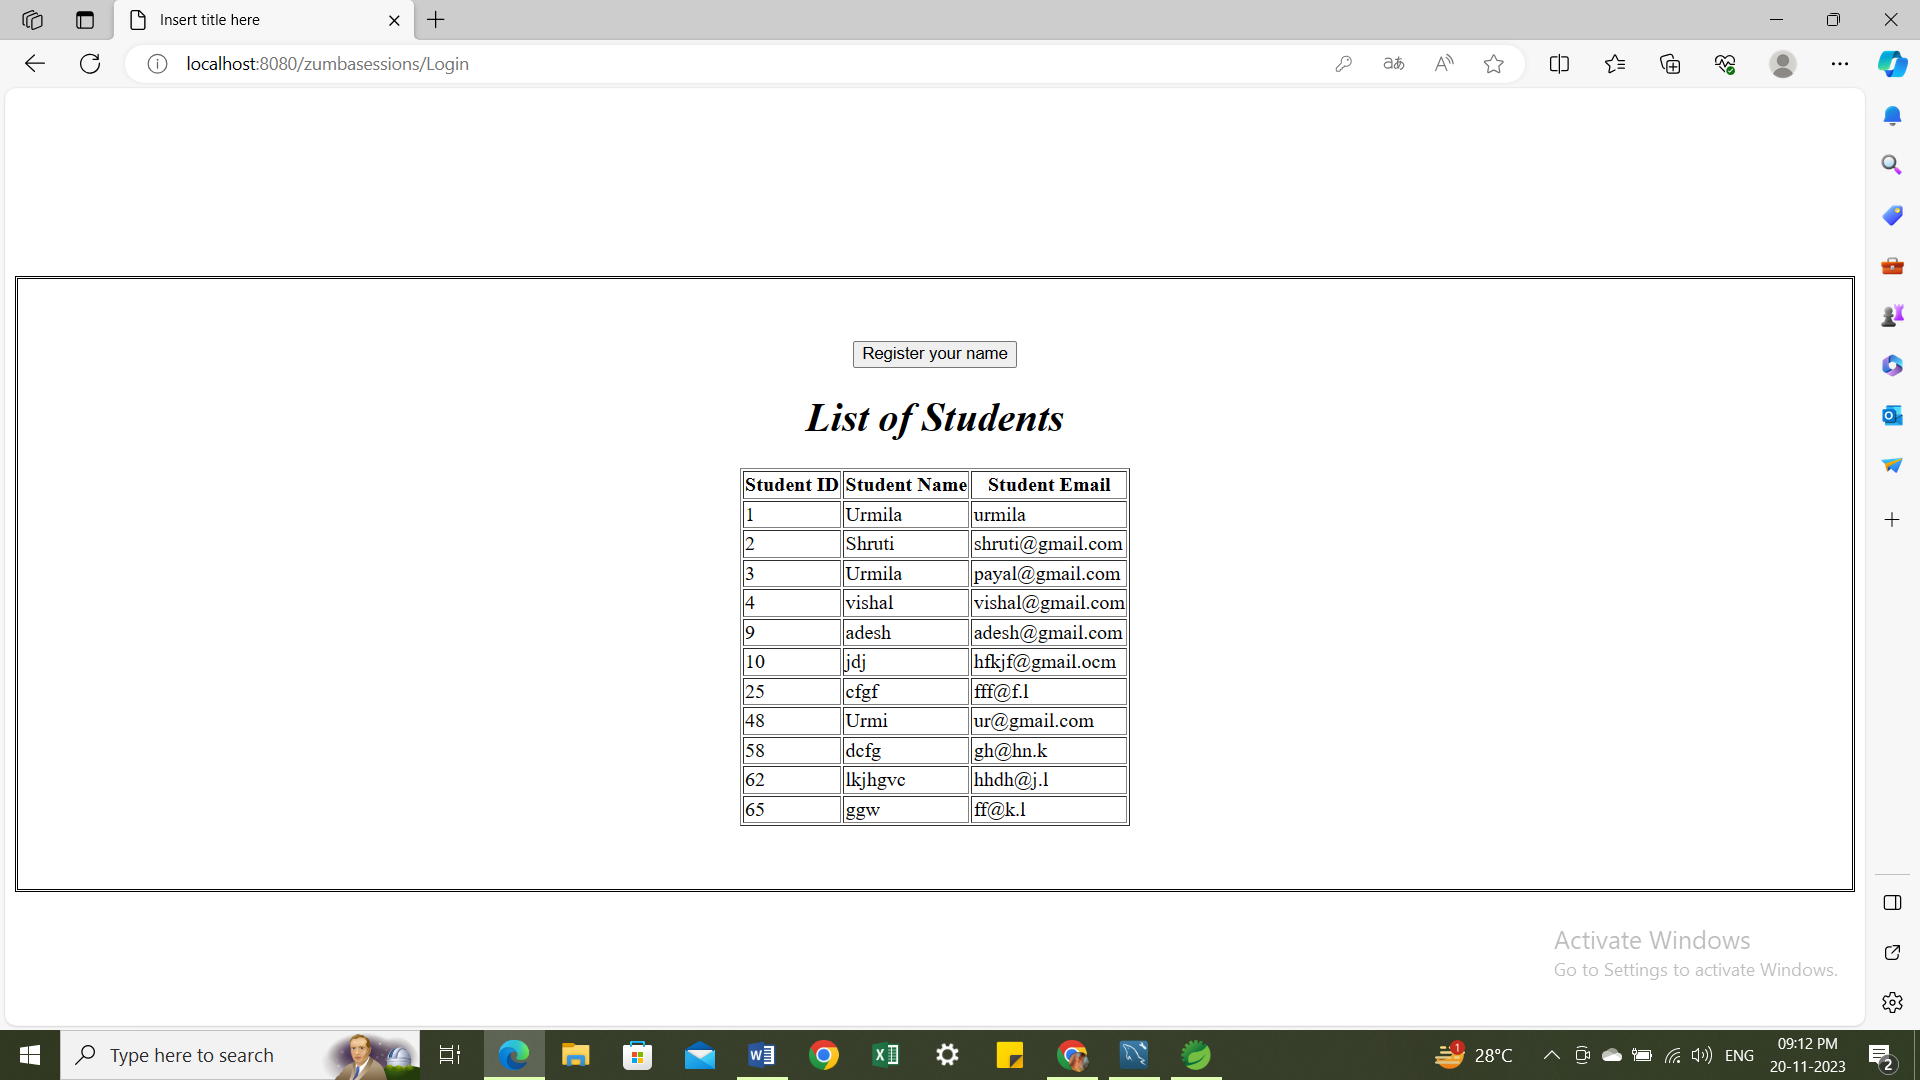 Insert title here
localhost:8080/zumbasessions/Login
Register your name
List of Students
Student ID Student Name Student Email
1 Urmila urmila
2 Shruti shruti@gmail.com
3 Urmila payal@gmail.com
4 vishal vishal@gmail.com
9 adesh adesh@gmail.com
10 jdj hfkjf@gmail.ocm
25 cfgf fff@f.l
48 Urmi ur@gmail.com
58 dcfg gh@hn.k
62 lkjhgvc hhdh@j.l
65 ggw ff@k.l
Activate Windows
Go to Settings to activate Windows.
Type here to search
1 28°C ENG 09:12 PM
20-11-2023
2